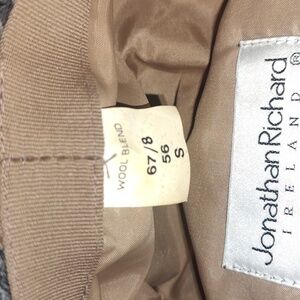 WOOL BLEND
67/8
56
S
Jonathan Richard ®
IRELAND